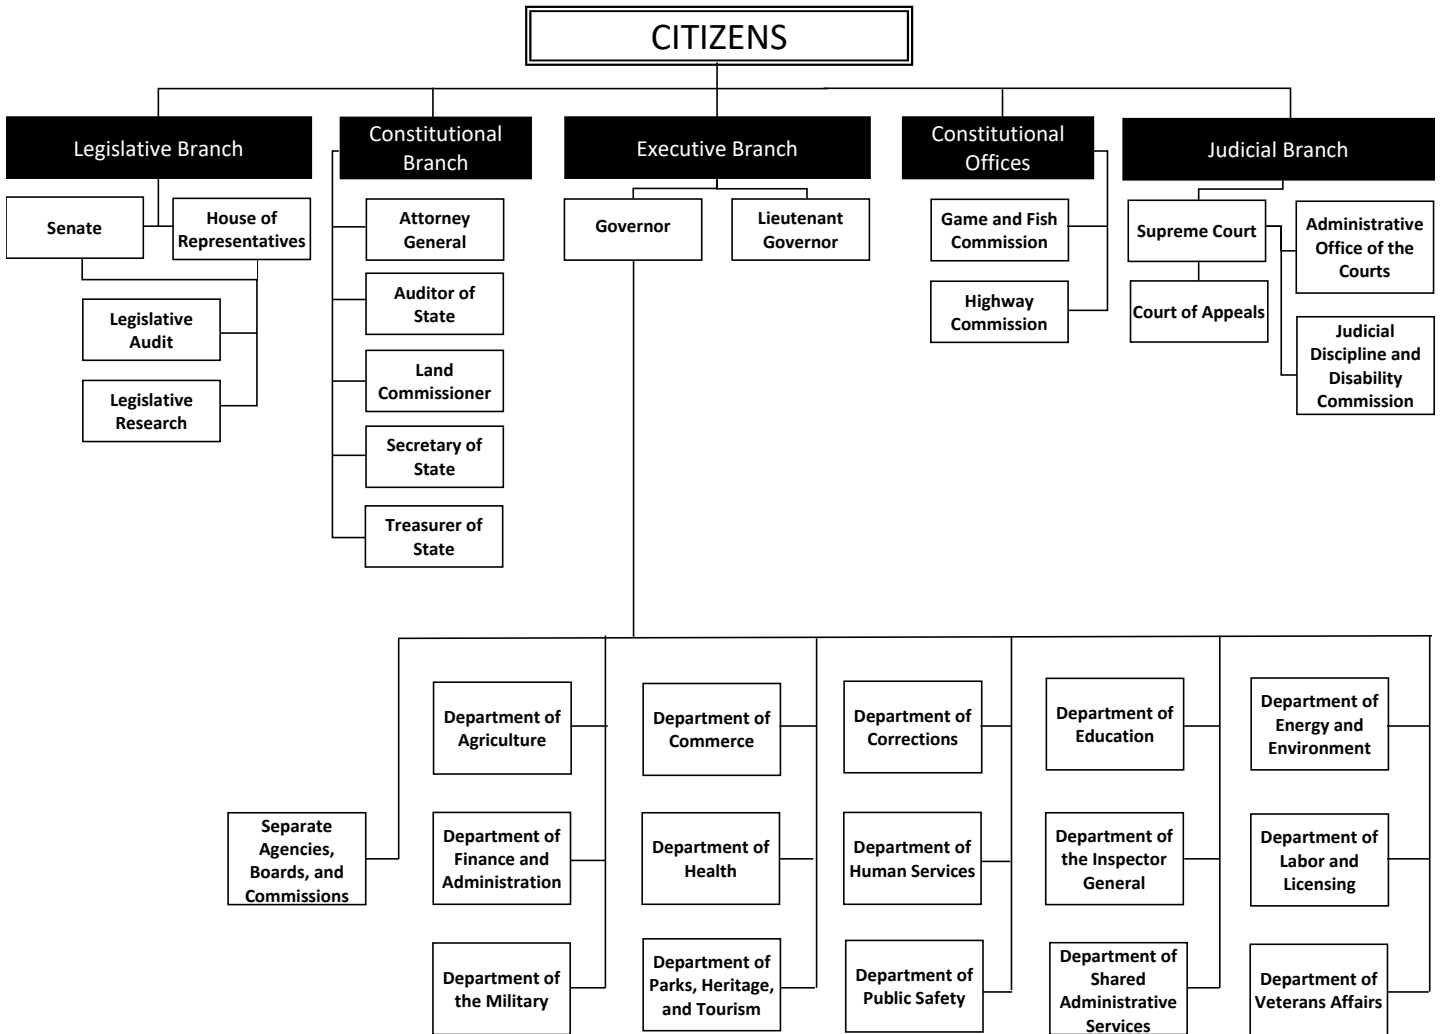 CITIZENS
Legislative Branch
Constitutional
Branch
Executive Branch
Constitutional
Offices
Judicial Branch
Senate
House of
Representatives
Legislative
Audit
Legislative
Research
Attorney
General
Auditor of
State
Land
Commissioner
Secretary of
State
Treasurer of
State
Governor
Lieutenant
Governor
Game and Fish
Commission
Highway
Commission
Supreme Court
Court of Appeals
Administrative
Office of the
Courts
Judicial
Discipline and
Disability
Commission
Department of
Agriculture
Department of
Commerce
Department of
Corrections
Department of
Education
Department of
Energy and
Environment
Separate
Agencies,
Boards, and
Commissions
Department of
Finance and
Administration
Department of
Health
Department of
Human Services
Department of
the Inspector
General
Department of
Labor and
Licensing
Department of
the Military
Department of
Parks, Heritage,
and Tourism
Department of
Public Safety
Department of
Shared
Administrative
Services
Department of
Veterans Affairs